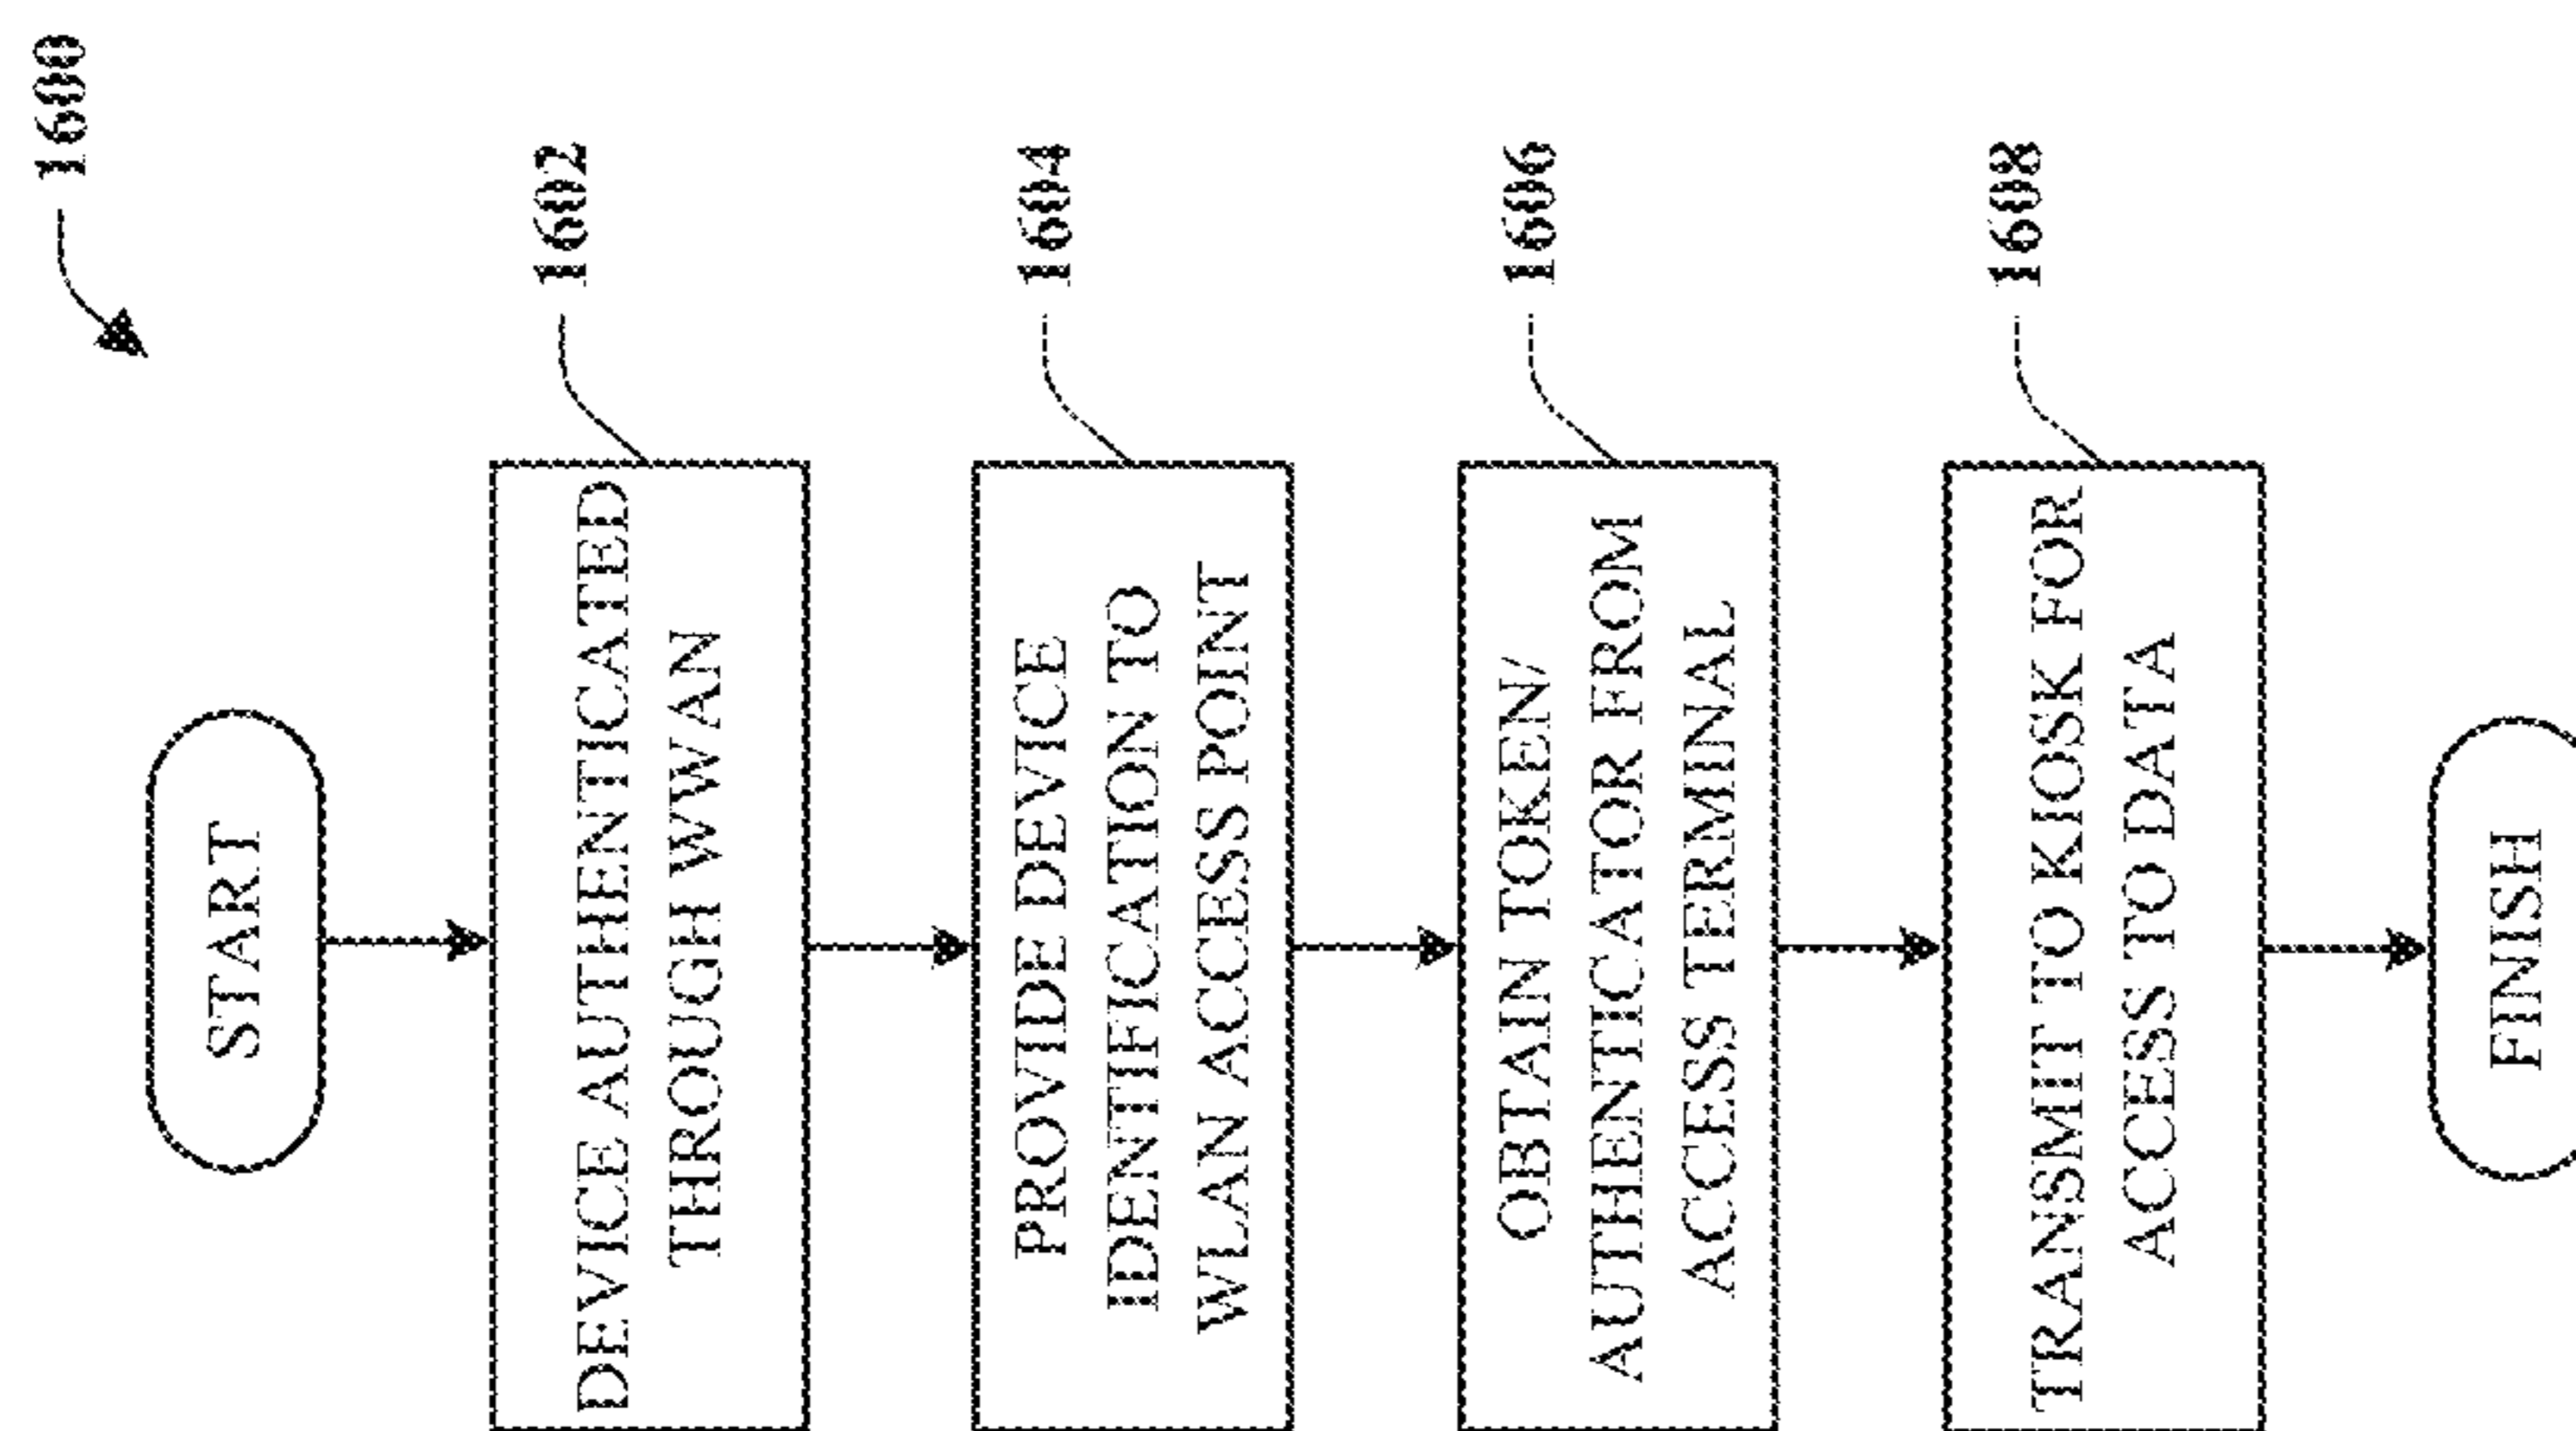 1600
START
DEVICE AUTHENTICATED
THROUGH WWAN
1602
PROVIDE DEVICE
IDENTIFICATION TO
WLAN ACCESS POINT
1604
OBTAIN TOKEN/
AUTHENTICATOR FROM
ACCESS TERMINAL
1606
TRANSMIT TO KIOSK FOR
ACCESS TO DATA
1608
FINISH